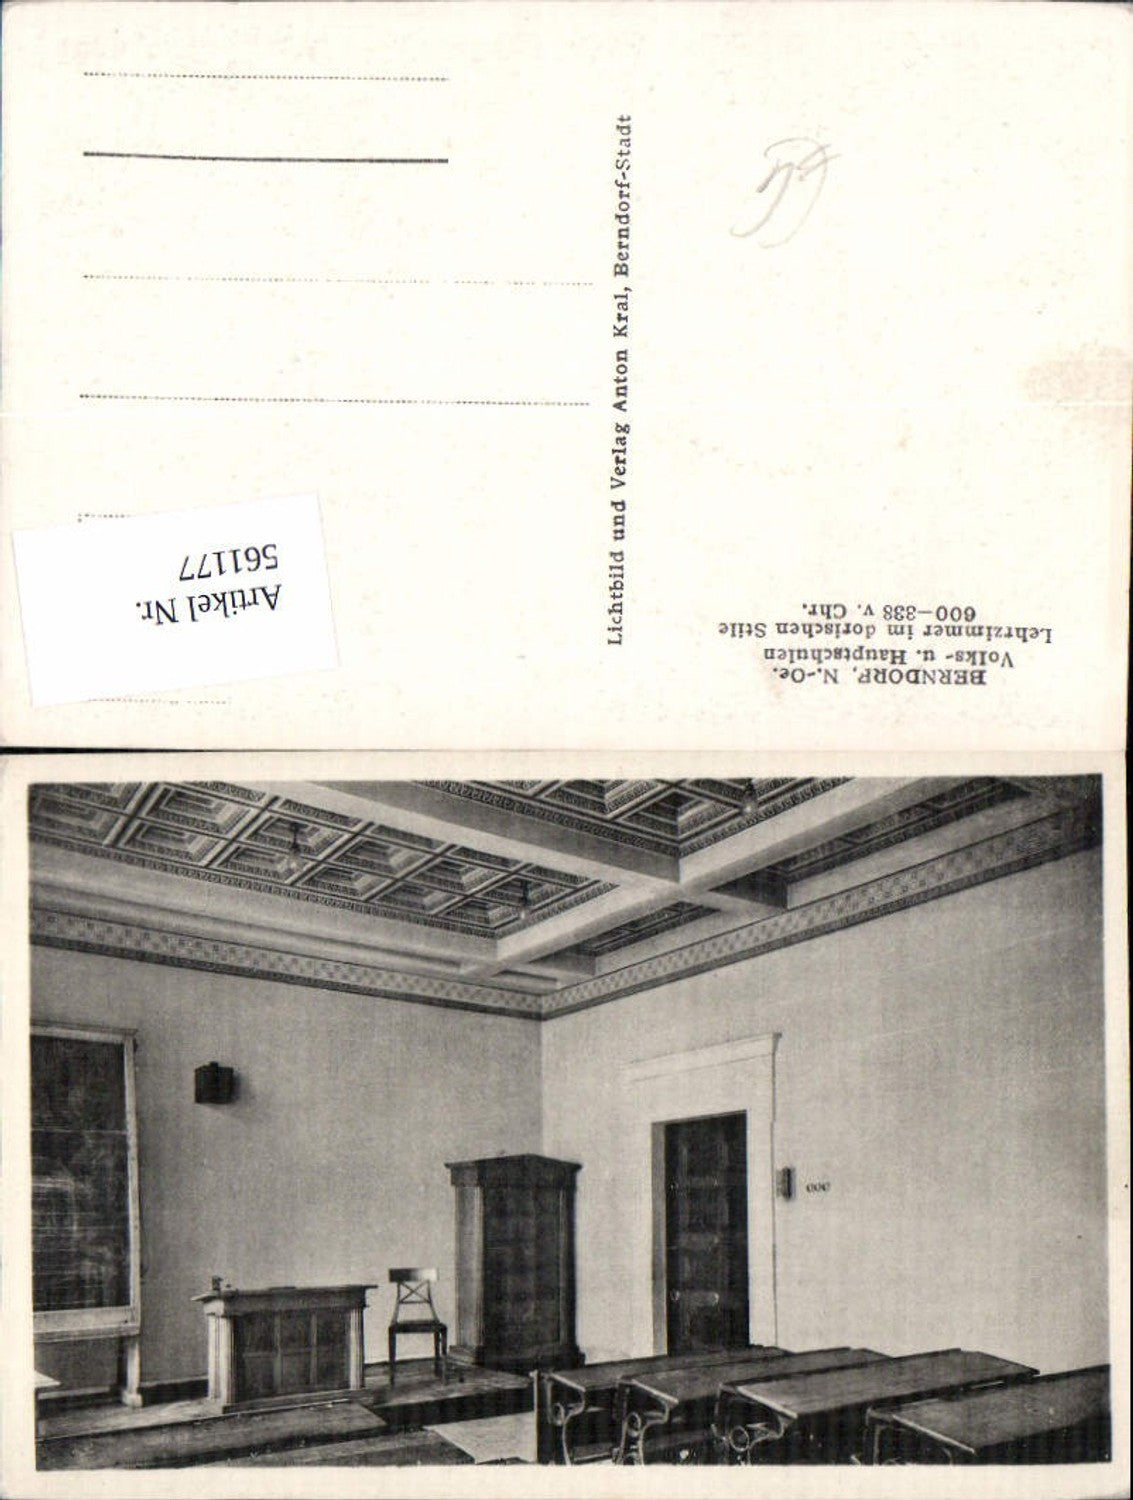 BERNDORF, N.-Oe.
Volks- u. Hauptschulen
Lehrzimmer im dorischen Stile
600—338 v. Chr.
Lichtbild und Verlag Anton Kral, Berndorf-Stadt
Artikel Nr.
561177